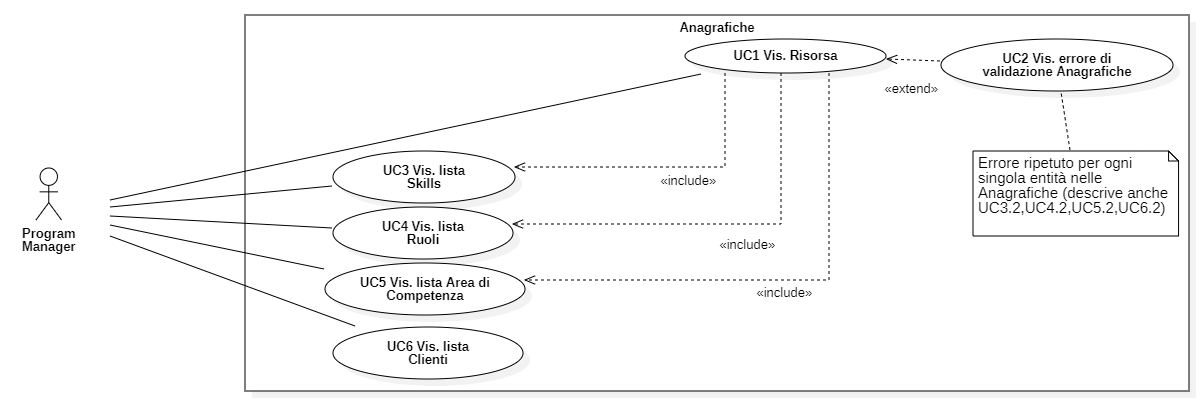 Anagrafiche
UC1 Vis. Risorsa
UC2 Vis. errore di
validazione Anagrafiche
«extend»
Errore ripetuto per ogni
singola entità nelle
Anagrafiche (descrive anche
UC3.2,UC4.2,UC5.2,UC6.2)
UC3 Vis. lista
Skills
«include»
UC4 Vis. lista
Ruoli
«include»
UC5 Vis. lista Area di
Competenza
«include»
UC6 Vis. lista
Clienti
Program
Manager